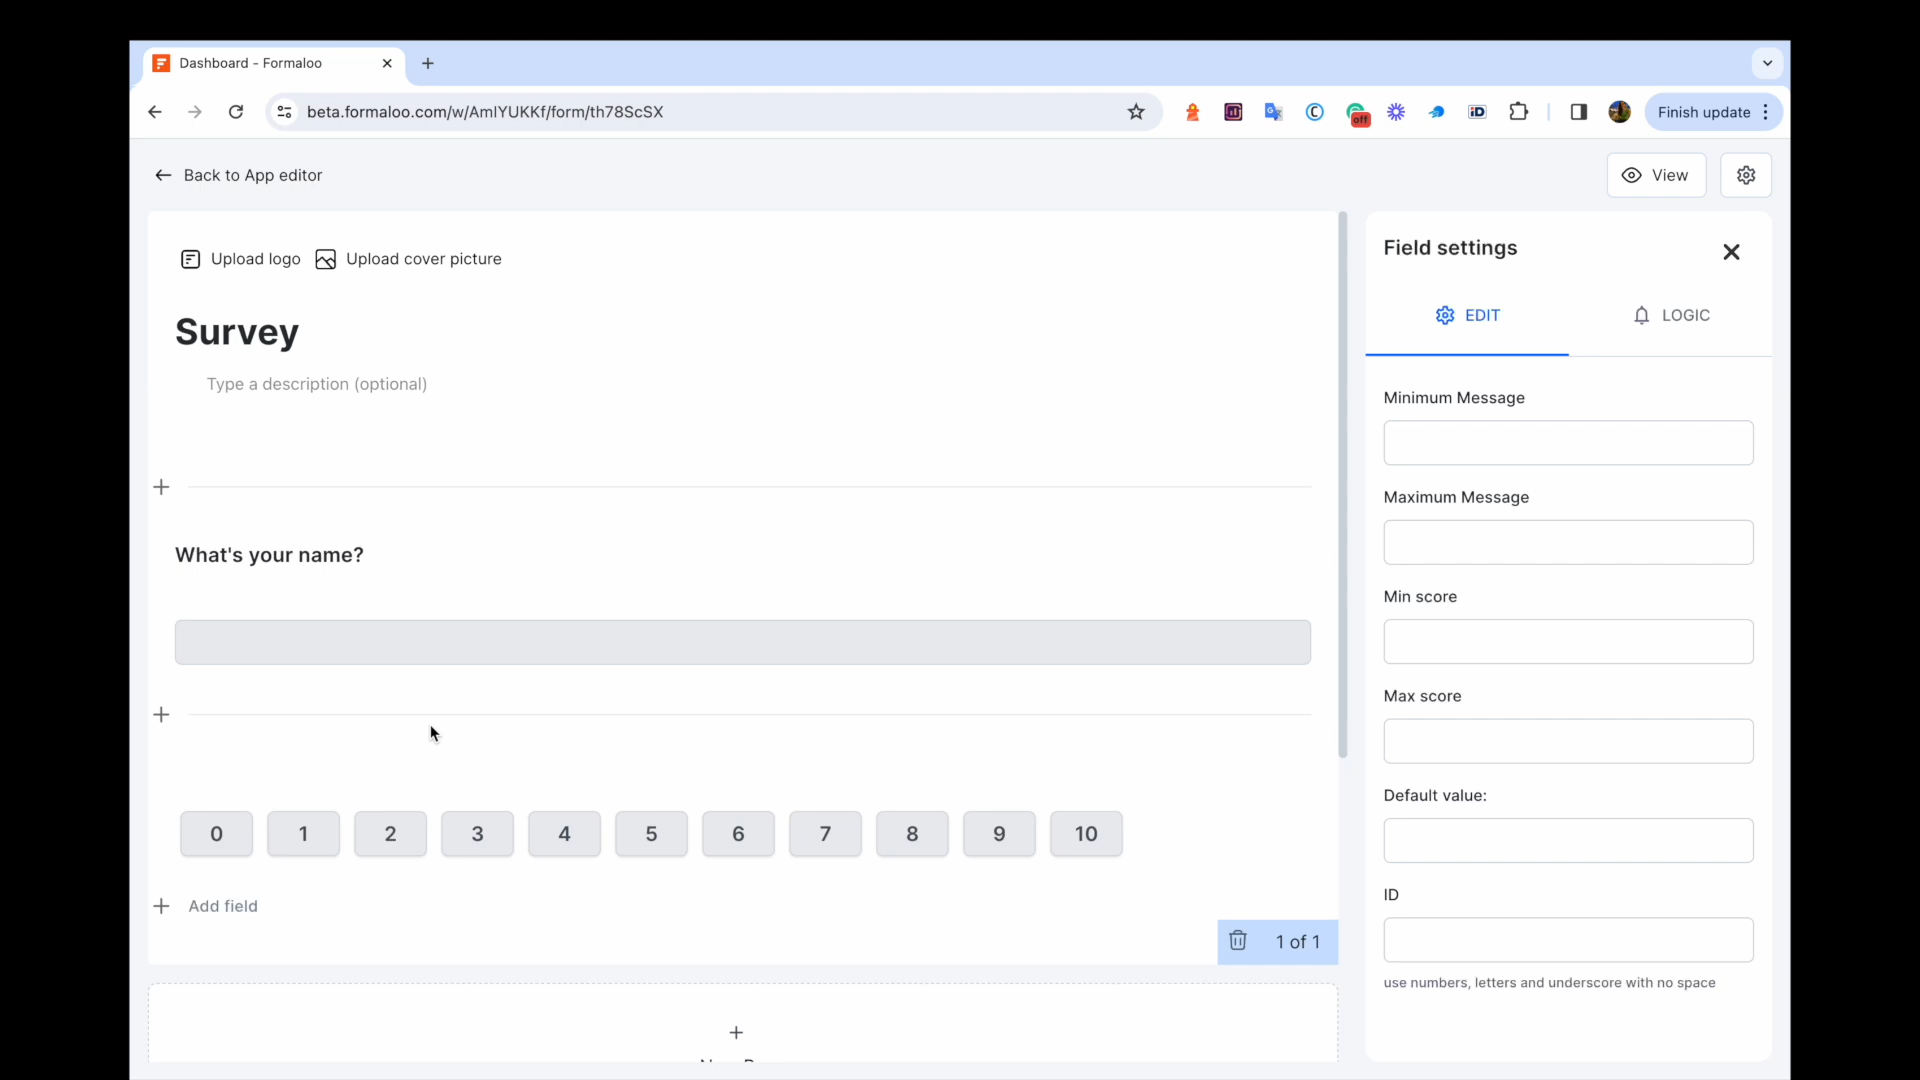 Dashboard - Formaloo
beta.formaloo.com/w/AmIYUKKf/form/th78ScSX
off
iD
Finish update
Back to App editor
View
Upload logo
Upload cover picture
Survey
Type a description (optional)
What's your name?
0 1 2 3 4 5 6 7 8 9 10
Add field
1 of 1
Field settings
EDIT
LOGIC
Minimum Message
Maximum Message
Min score
Max score
Default value:
ID
use numbers, letters and underscore with no space